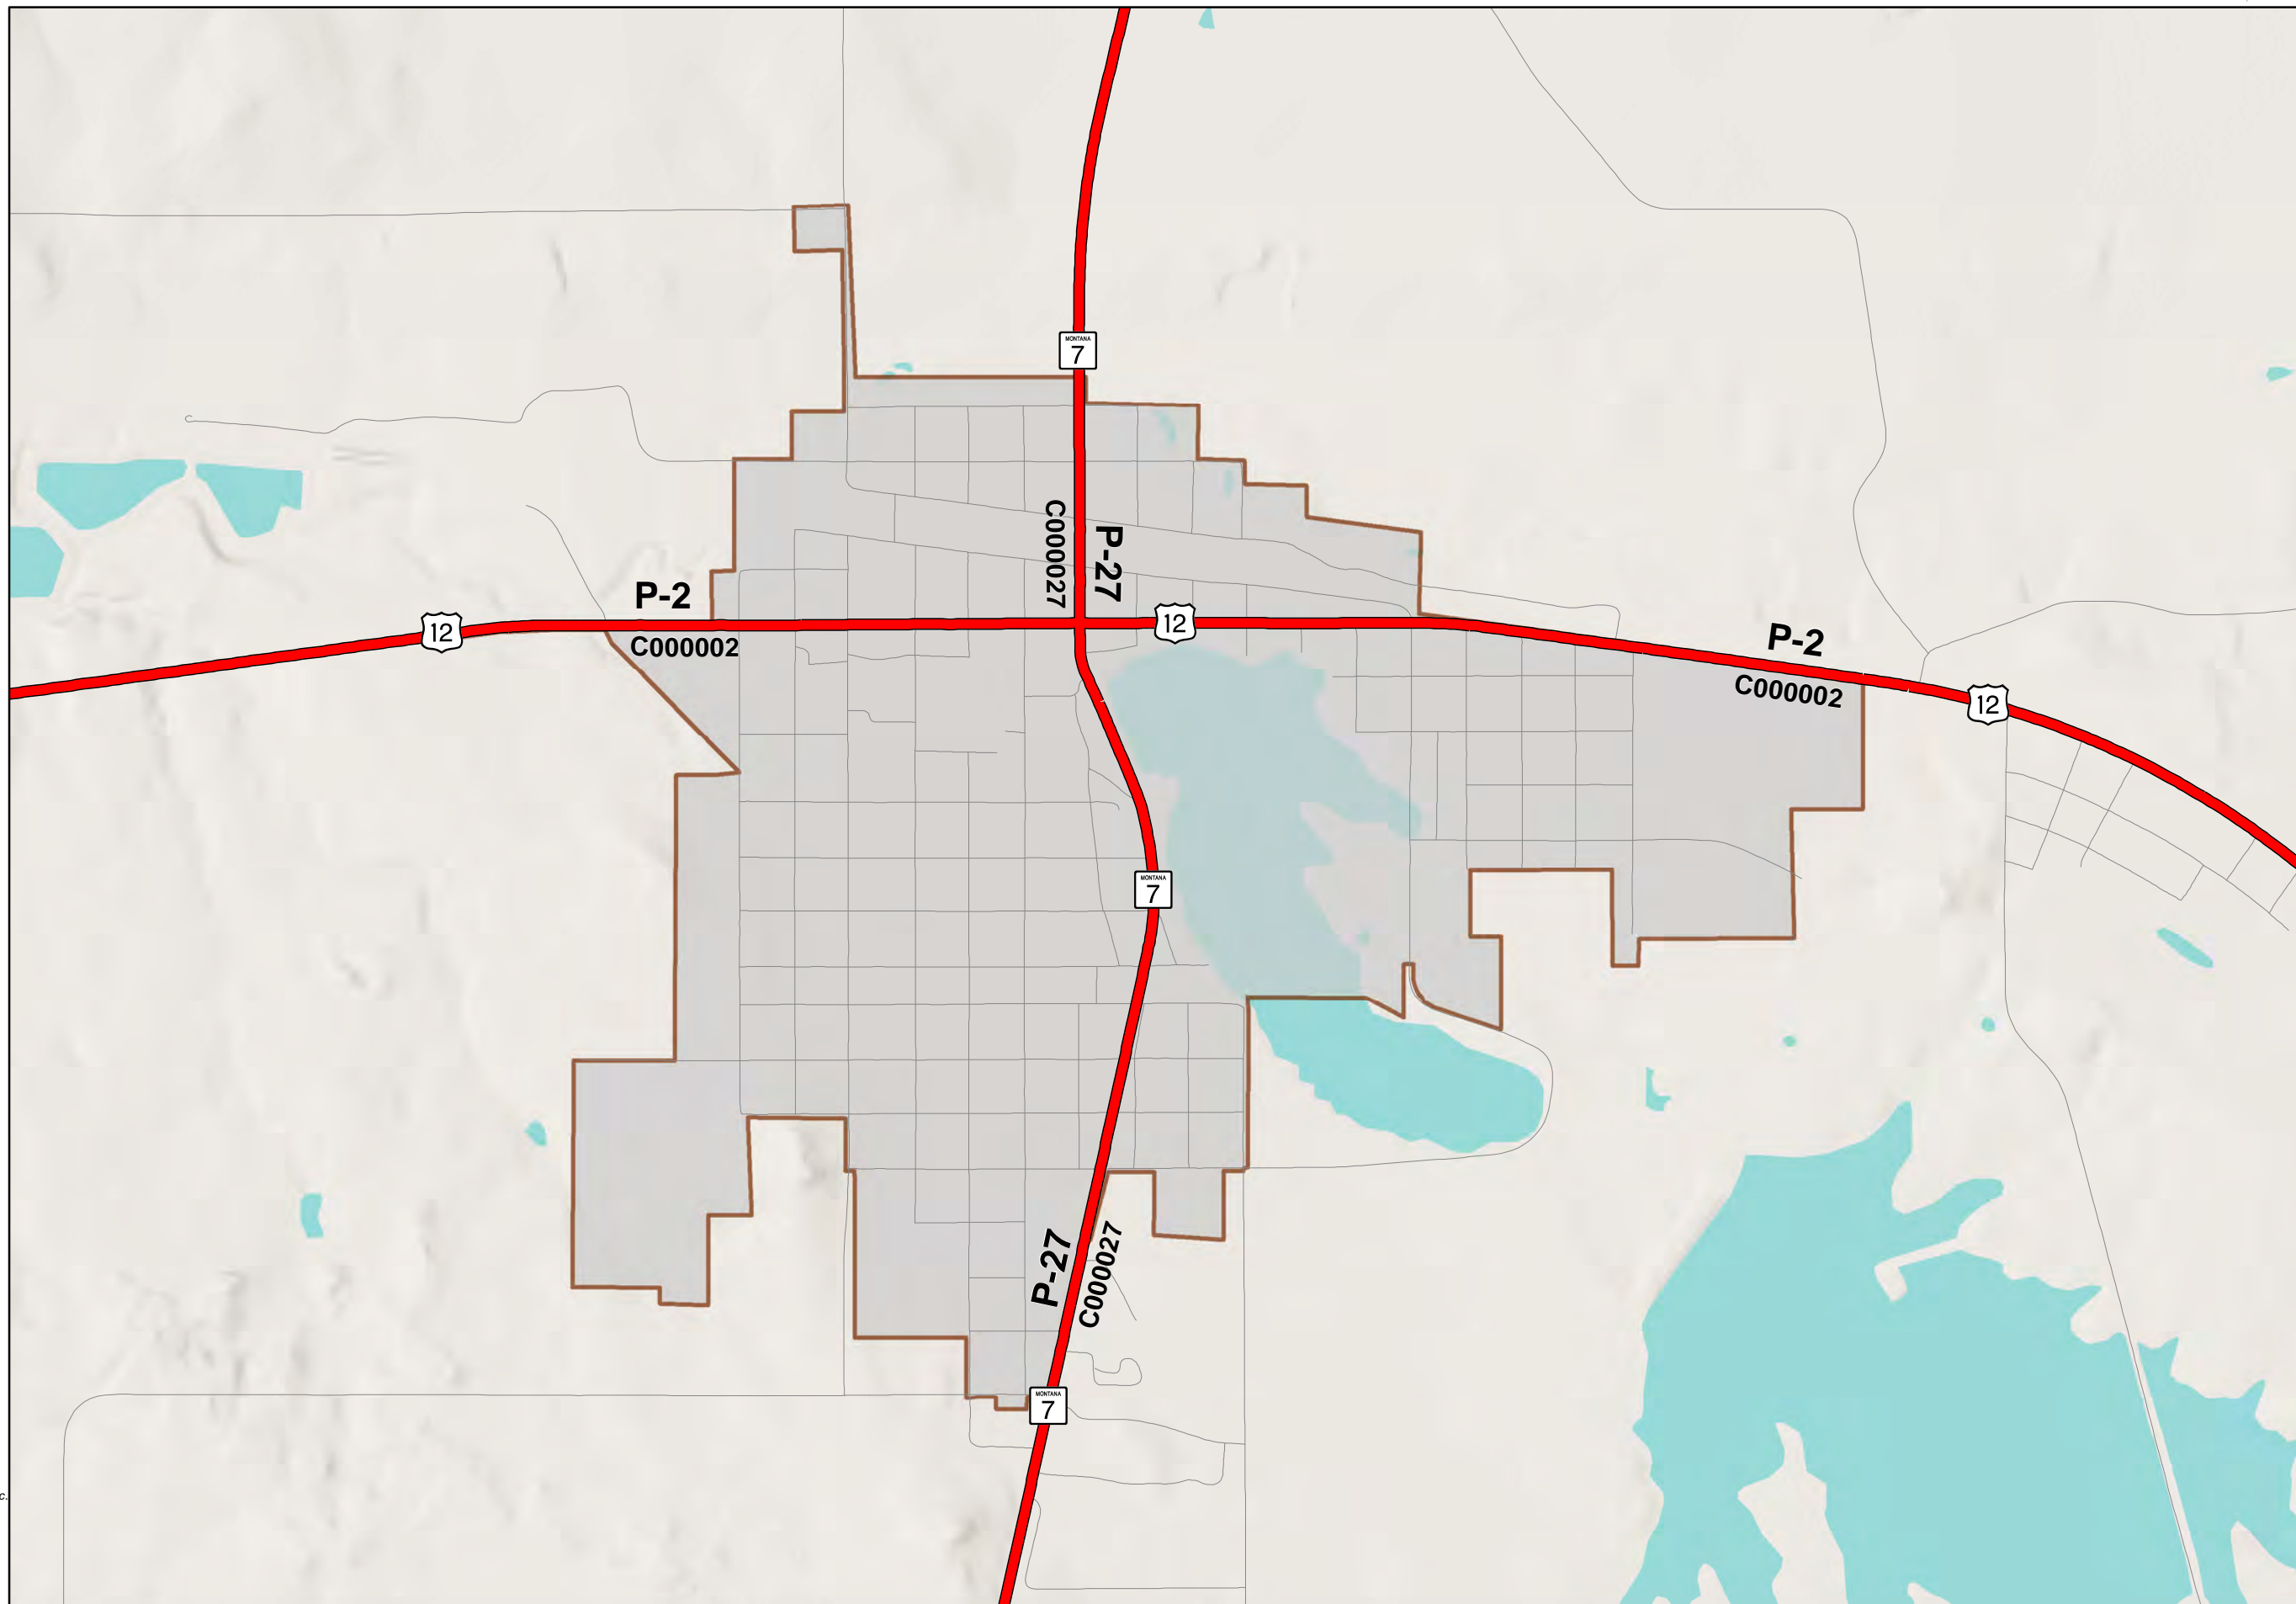 MONTANA
7
C000027
P-27
P-2
12
C000002
12
P-2
C000002
12
MONTANA
7
P-27
C000027
MONTANA
7
c.